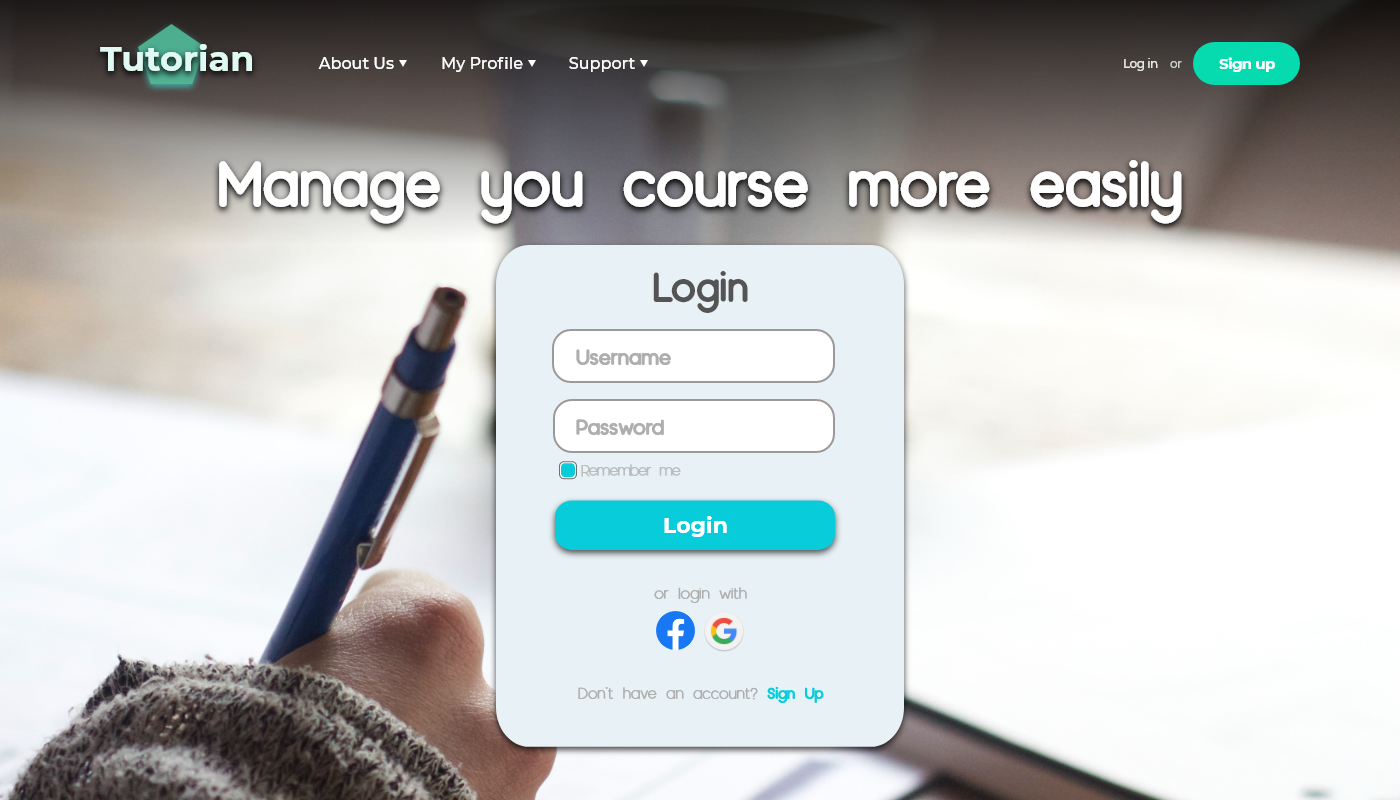 Tutorian
About Us ▾ My Profile ▾ Support ▾
Log in or Sign up
Manage you course more easily
Login
Username
Password
Remember me
Login
or login with
Don't have an account? Sign Up